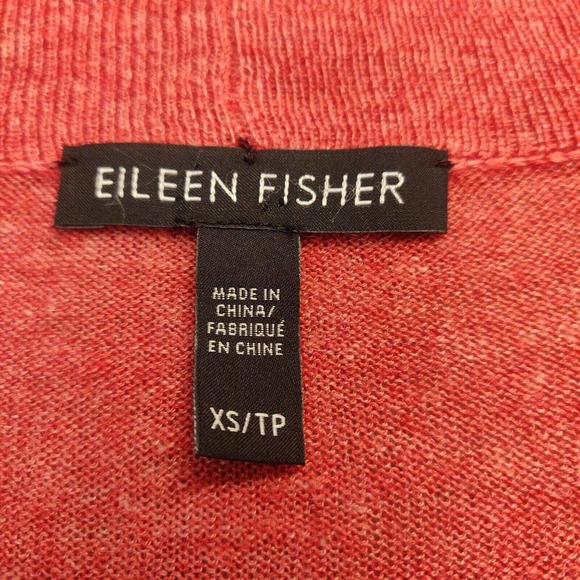 EILEEN FISHER
MADE IN
CHINA/
FABRIQUÉ
EN CHINE
XS/TP